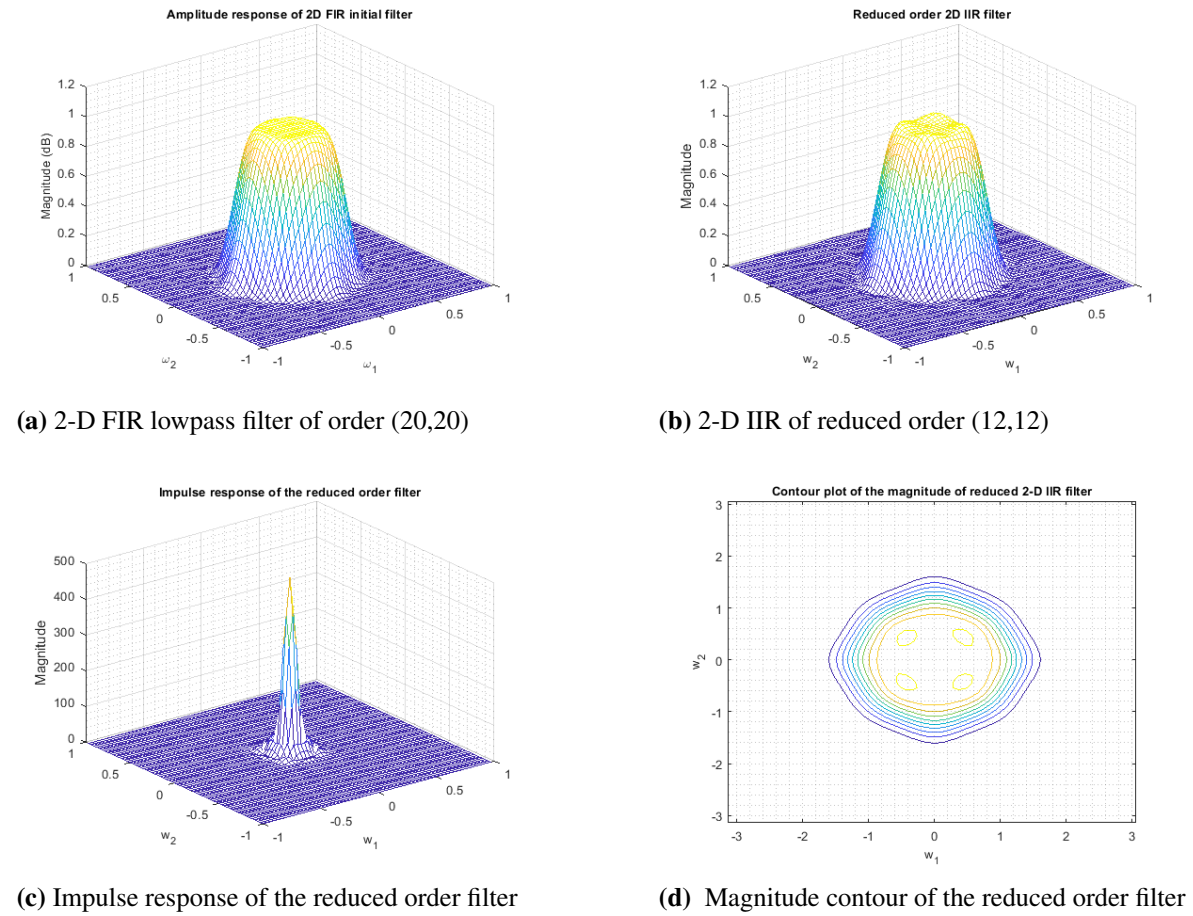 Amplitude response of 2D FIR initial filter
1.2
1
0.8
0.6
0.4
0.2
0
Magnitude (dB)
1
0.5
0
-0.5
-1
ω2
-1
-0.5
0
0.5
1
ω1
(a) 2-D FIR lowpass filter of order (20,20)
Reduced order 2D IIR filter
1.2
1
0.8
0.6
0.4
0.2
0
Magnitude
1
0.5
0
-0.5
-1
w2
-1
-0.5
0
0.5
1
w1
(b) 2-D IIR of reduced order (12,12)
Impulse response of the reduced order filter
500
400
300
200
100
0
Magnitude
1
0.5
0
-0.5
-1
w2
-1
-0.5
0
0.5
1
w1
(c) Impulse response of the reduced order filter
Contour plot of the magnitude of reduced 2-D IIR filter
3
2
1
0
-1
-2
-3
w2
-3 -2 -1 0 1 2 3
w1
(d) Magnitude contour of the reduced order filter